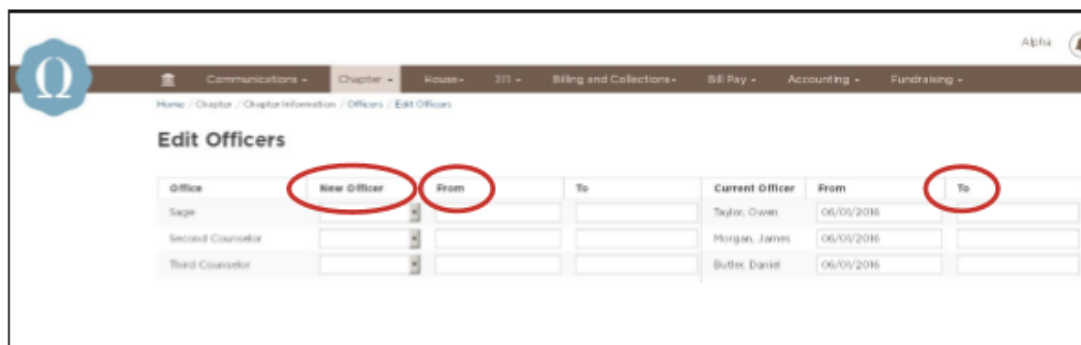 Alpha
Ω
Communications Chapter House 311 Billing and Collections Bill Pay Accounting Fundraising
Home / Chapter / Chapter Information / Officers / Edit Officers
Edit Officers
Office New Officer From To Current Officer From To
Sage Taylor, Owen 06/01/2016
Second Counselor Morgan, James 06/01/2016
Third Counselor Butler, Daniel 06/01/2016